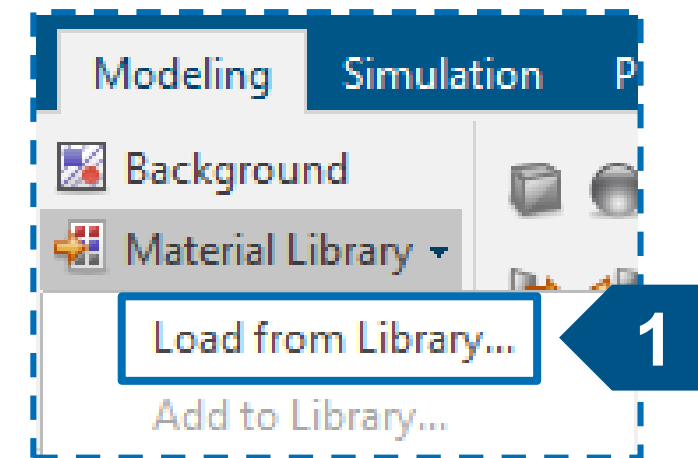 Modeling Simulation P
Background
Material Library
Load from Library...
1
Add to Library...